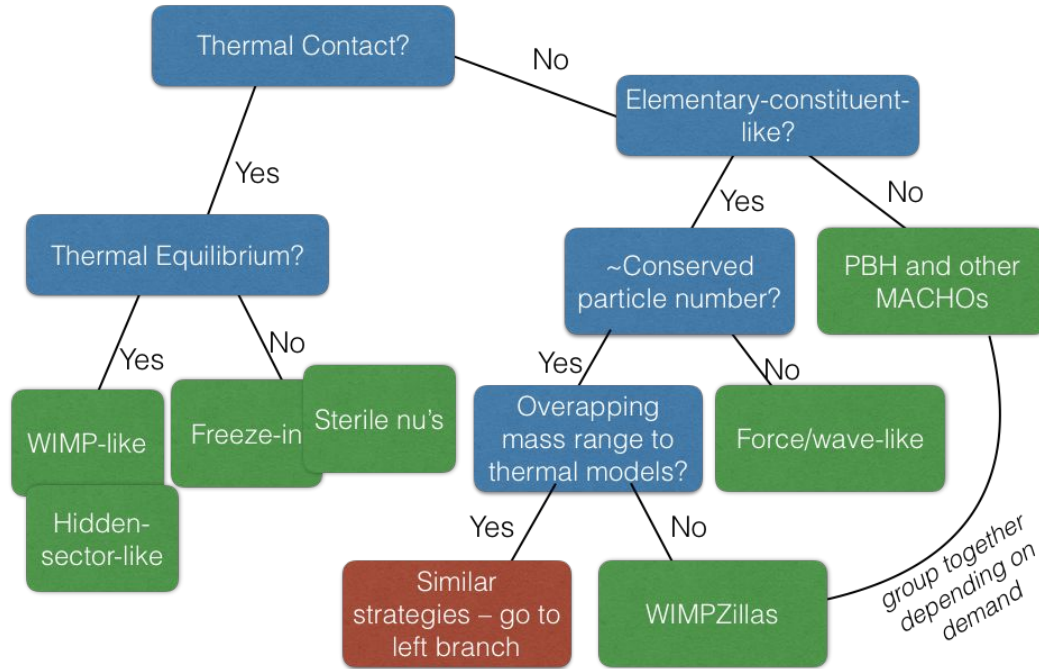 Thermal Contact?
No
Elementary-constituent-
like?
Yes
Yes
No
Thermal Equilibrium?
~Conserved
particle number?
PBH and other
MACHOs
Yes
No
Yes
No
WIMP-like
Freeze-in
Sterile nu's
Overapping
mass range to
thermal models?
Force/wave-like
Hidden-
sector-like
Yes
No
Similar
strategies – go to
left branch
WIMPZillas
group together
depending on
demand